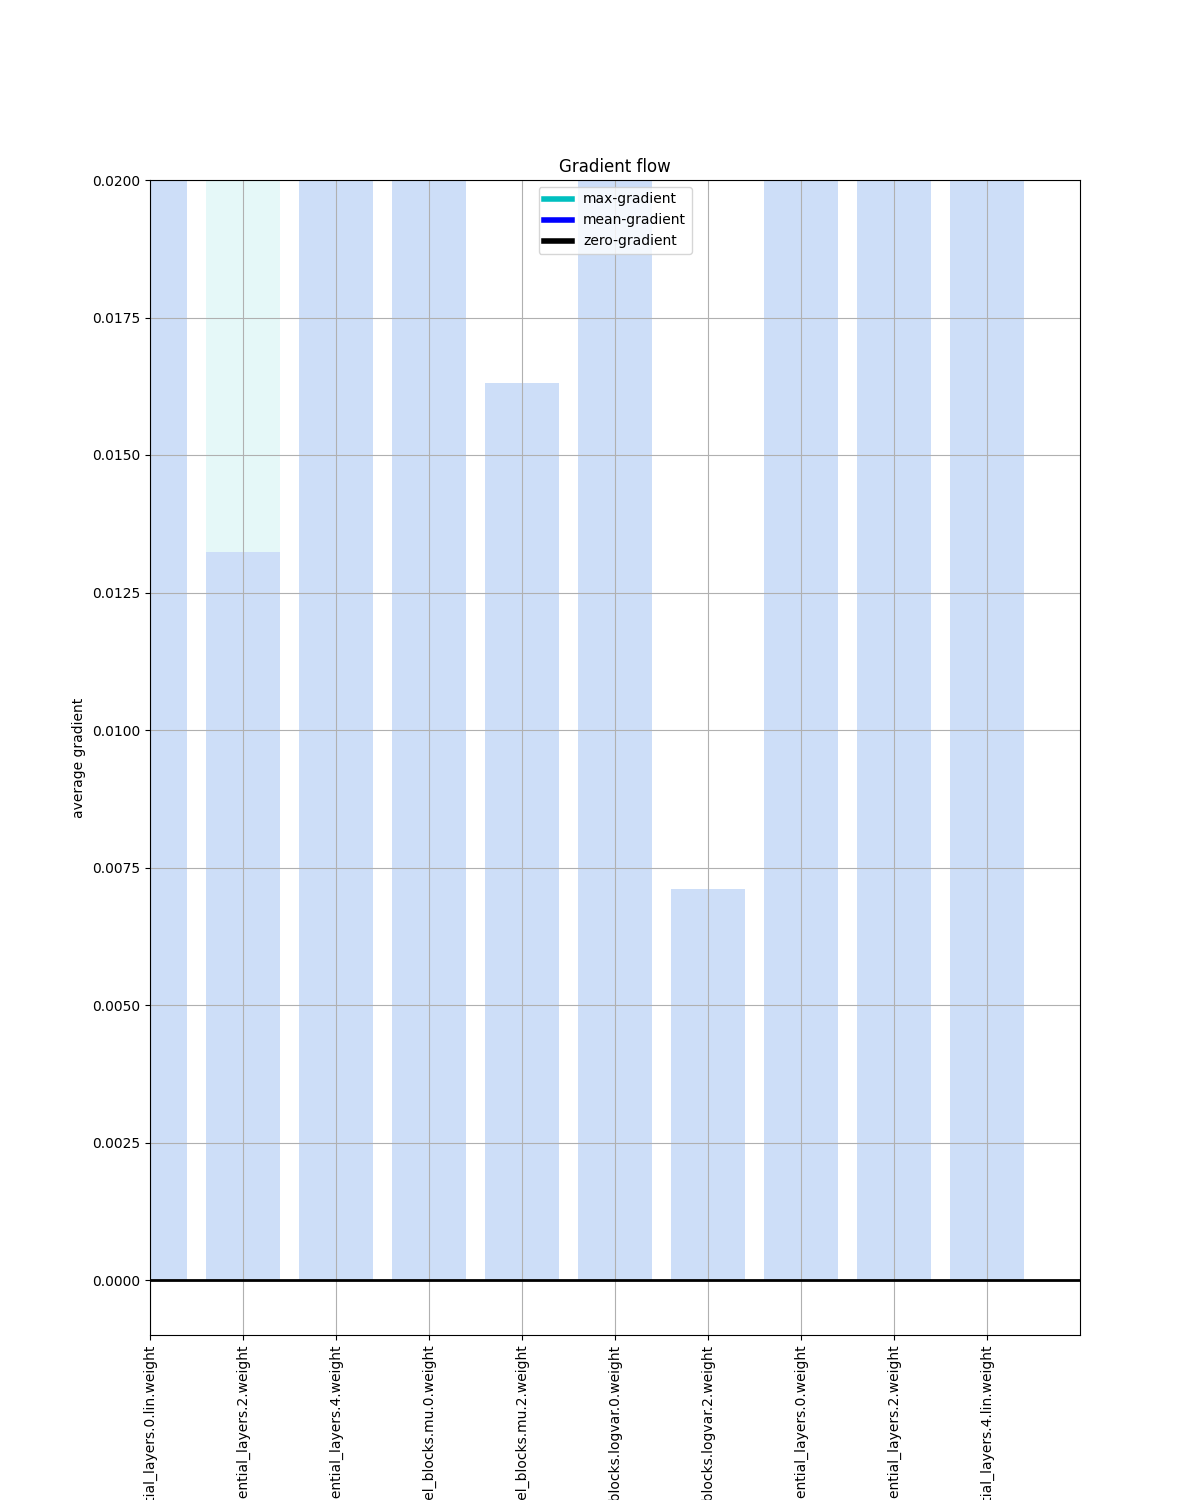 Gradient flow
max-gradient
mean-gradient
zero-gradient
0.0200
0.0175
0.0150
0.0125
0.0100
0.0075
0.0050
0.0025
0.0000
average gradient
tial_layers.0.lin.weight
ential_layers.2.weight
ential_layers.4.weight
el_blocks.mu.0.weight
el_blocks.mu.2.weight
blocks.logvar.0.weight
blocks.logvar.2.weight
ential_layers.0.weight
ential_layers.2.weight
tial_layers.4.lin.weight